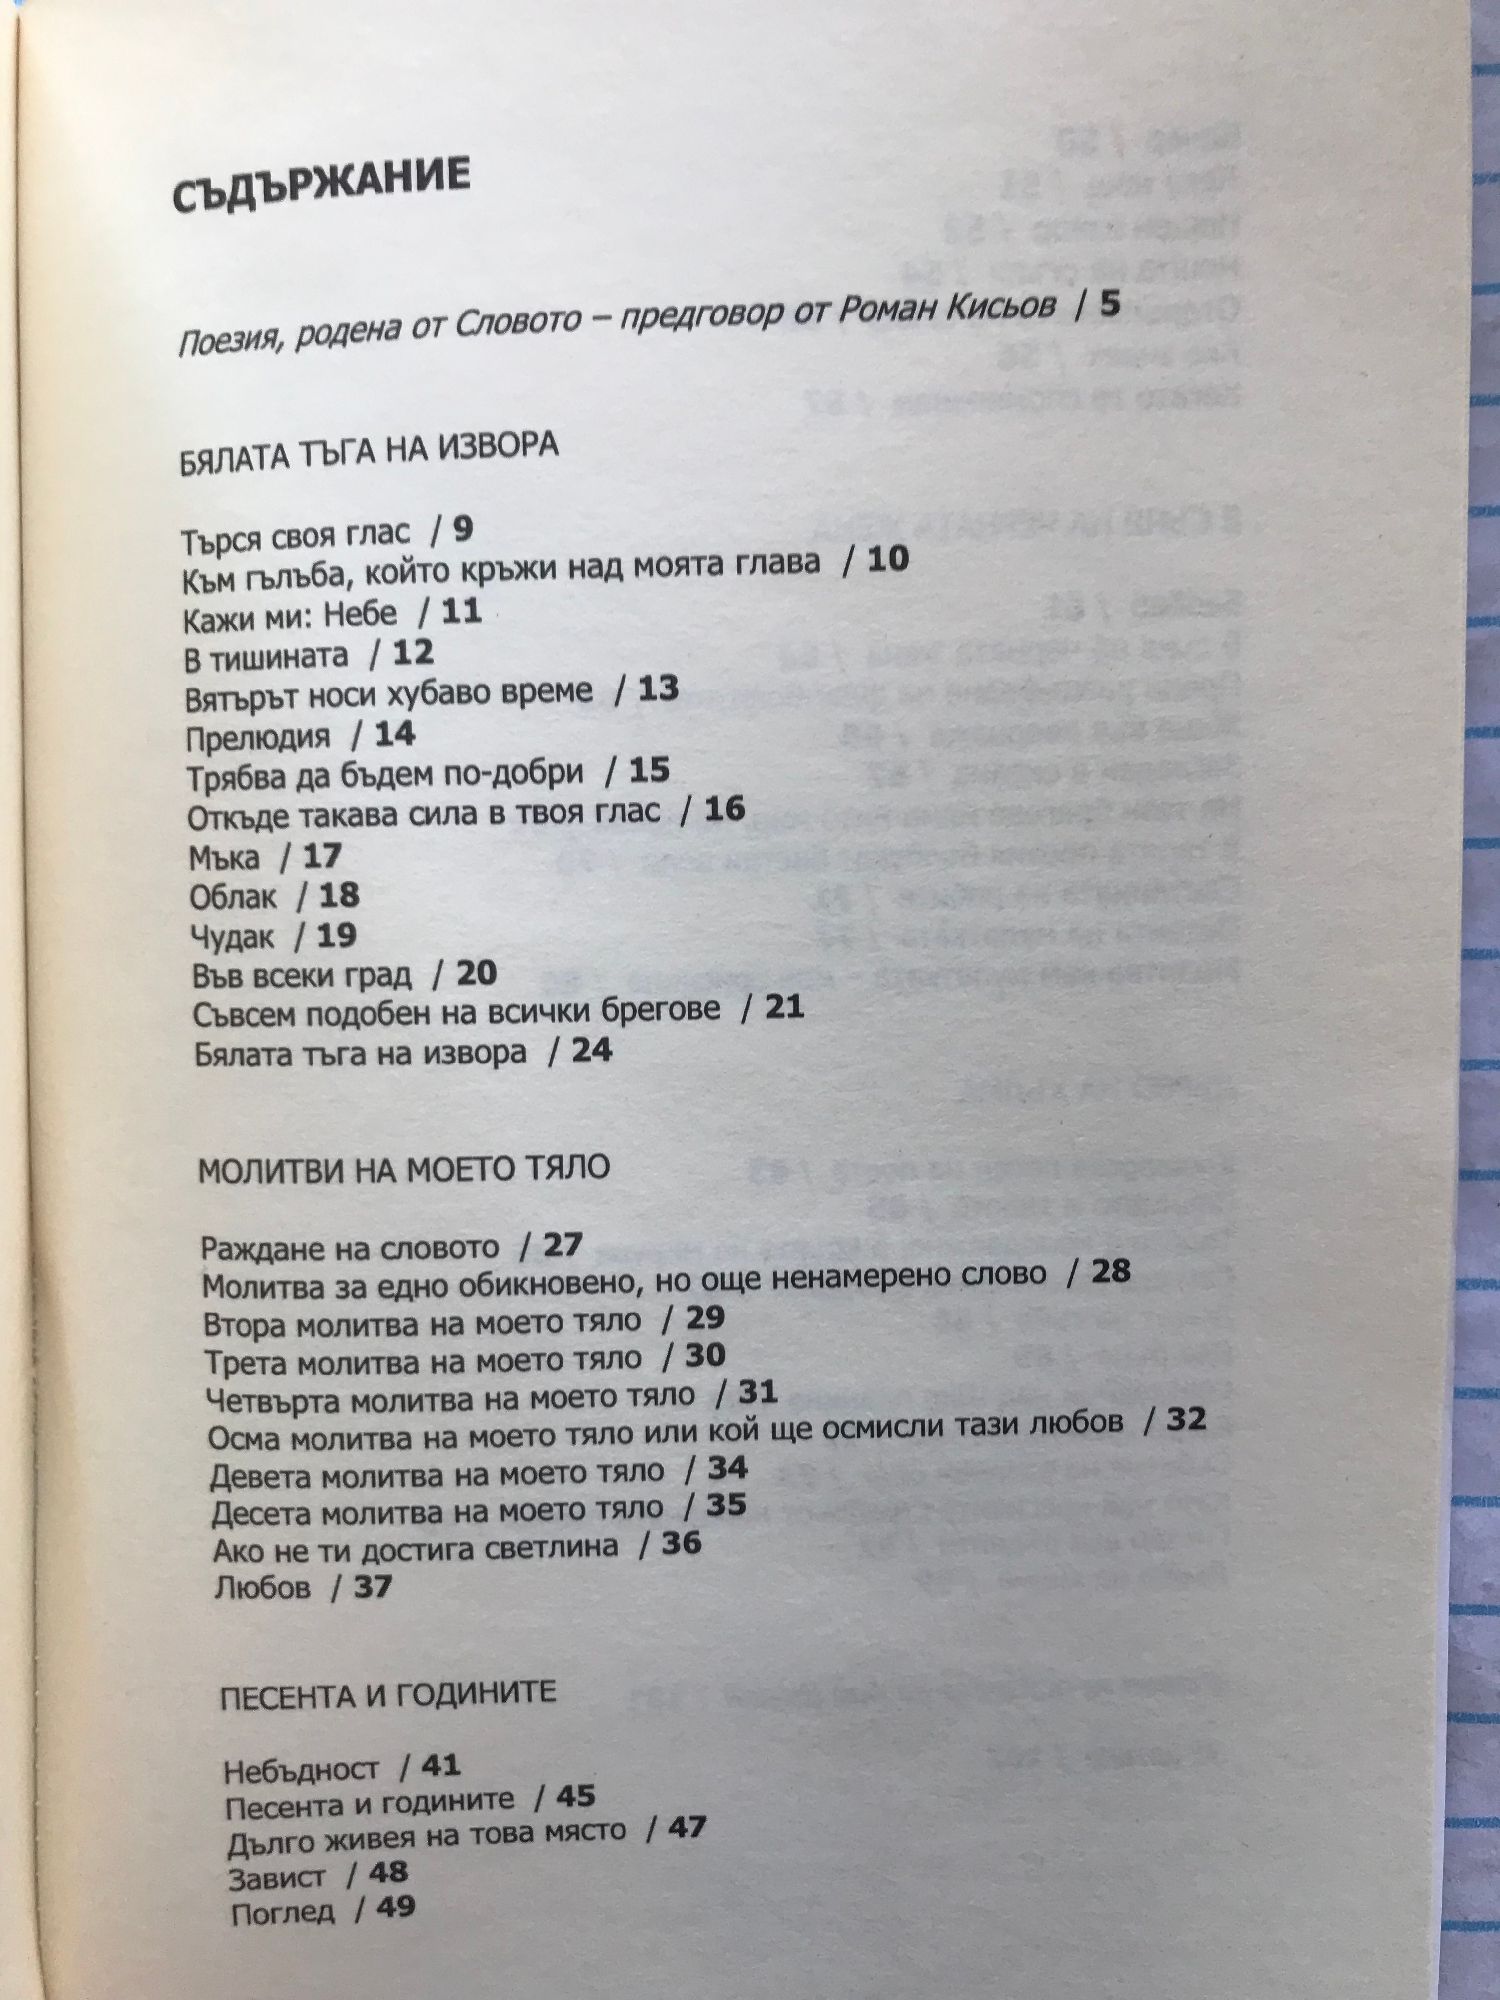 СЪДЪРЖАНИЕ
Поезия, родена от Словото – предговор от Роман Кисьов / 5
БЯЛАТА ТЪГА НА ИЗВОРА
Търся своя глас / 9
Към гълъба, който кръжи над моята глава / 10
Кажи ми: Небе / 11
В тишината / 12
Вятърът носи хубаво време / 13
Прелюдия / 14
Трябва да бъдем по-добри / 15
Откъде такава сила в твоя глас / 16
Мъка / 17
Облак / 18
Чудак / 19
Във всеки град / 20
Съвсем подобен на всички брегове / 21
Бялата тъга на извора / 24
МОЛИТВИ НА МОЕТО ТЯЛО
Раждане на словото / 27
Молитва за едно обикновено, но още ненамерено слово / 28
Втора молитва на моето тяло / 29
Трета молитва на моето тяло / 30
Четвърта молитва на моето тяло / 31
Осма молитва на моето тяло или кой ще осмисли тази любов / 32
Девета молитва на моето тяло / 34
Десета молитва на моето тяло / 35
Ако не ти достига светлина / 36
Любов / 37
ПЕСЕНТА И ГОДИНИТЕ
Небъдност / 41
Песента и годините / 45
Дълго живея на това място / 47
Завист / 48
Поглед / 49